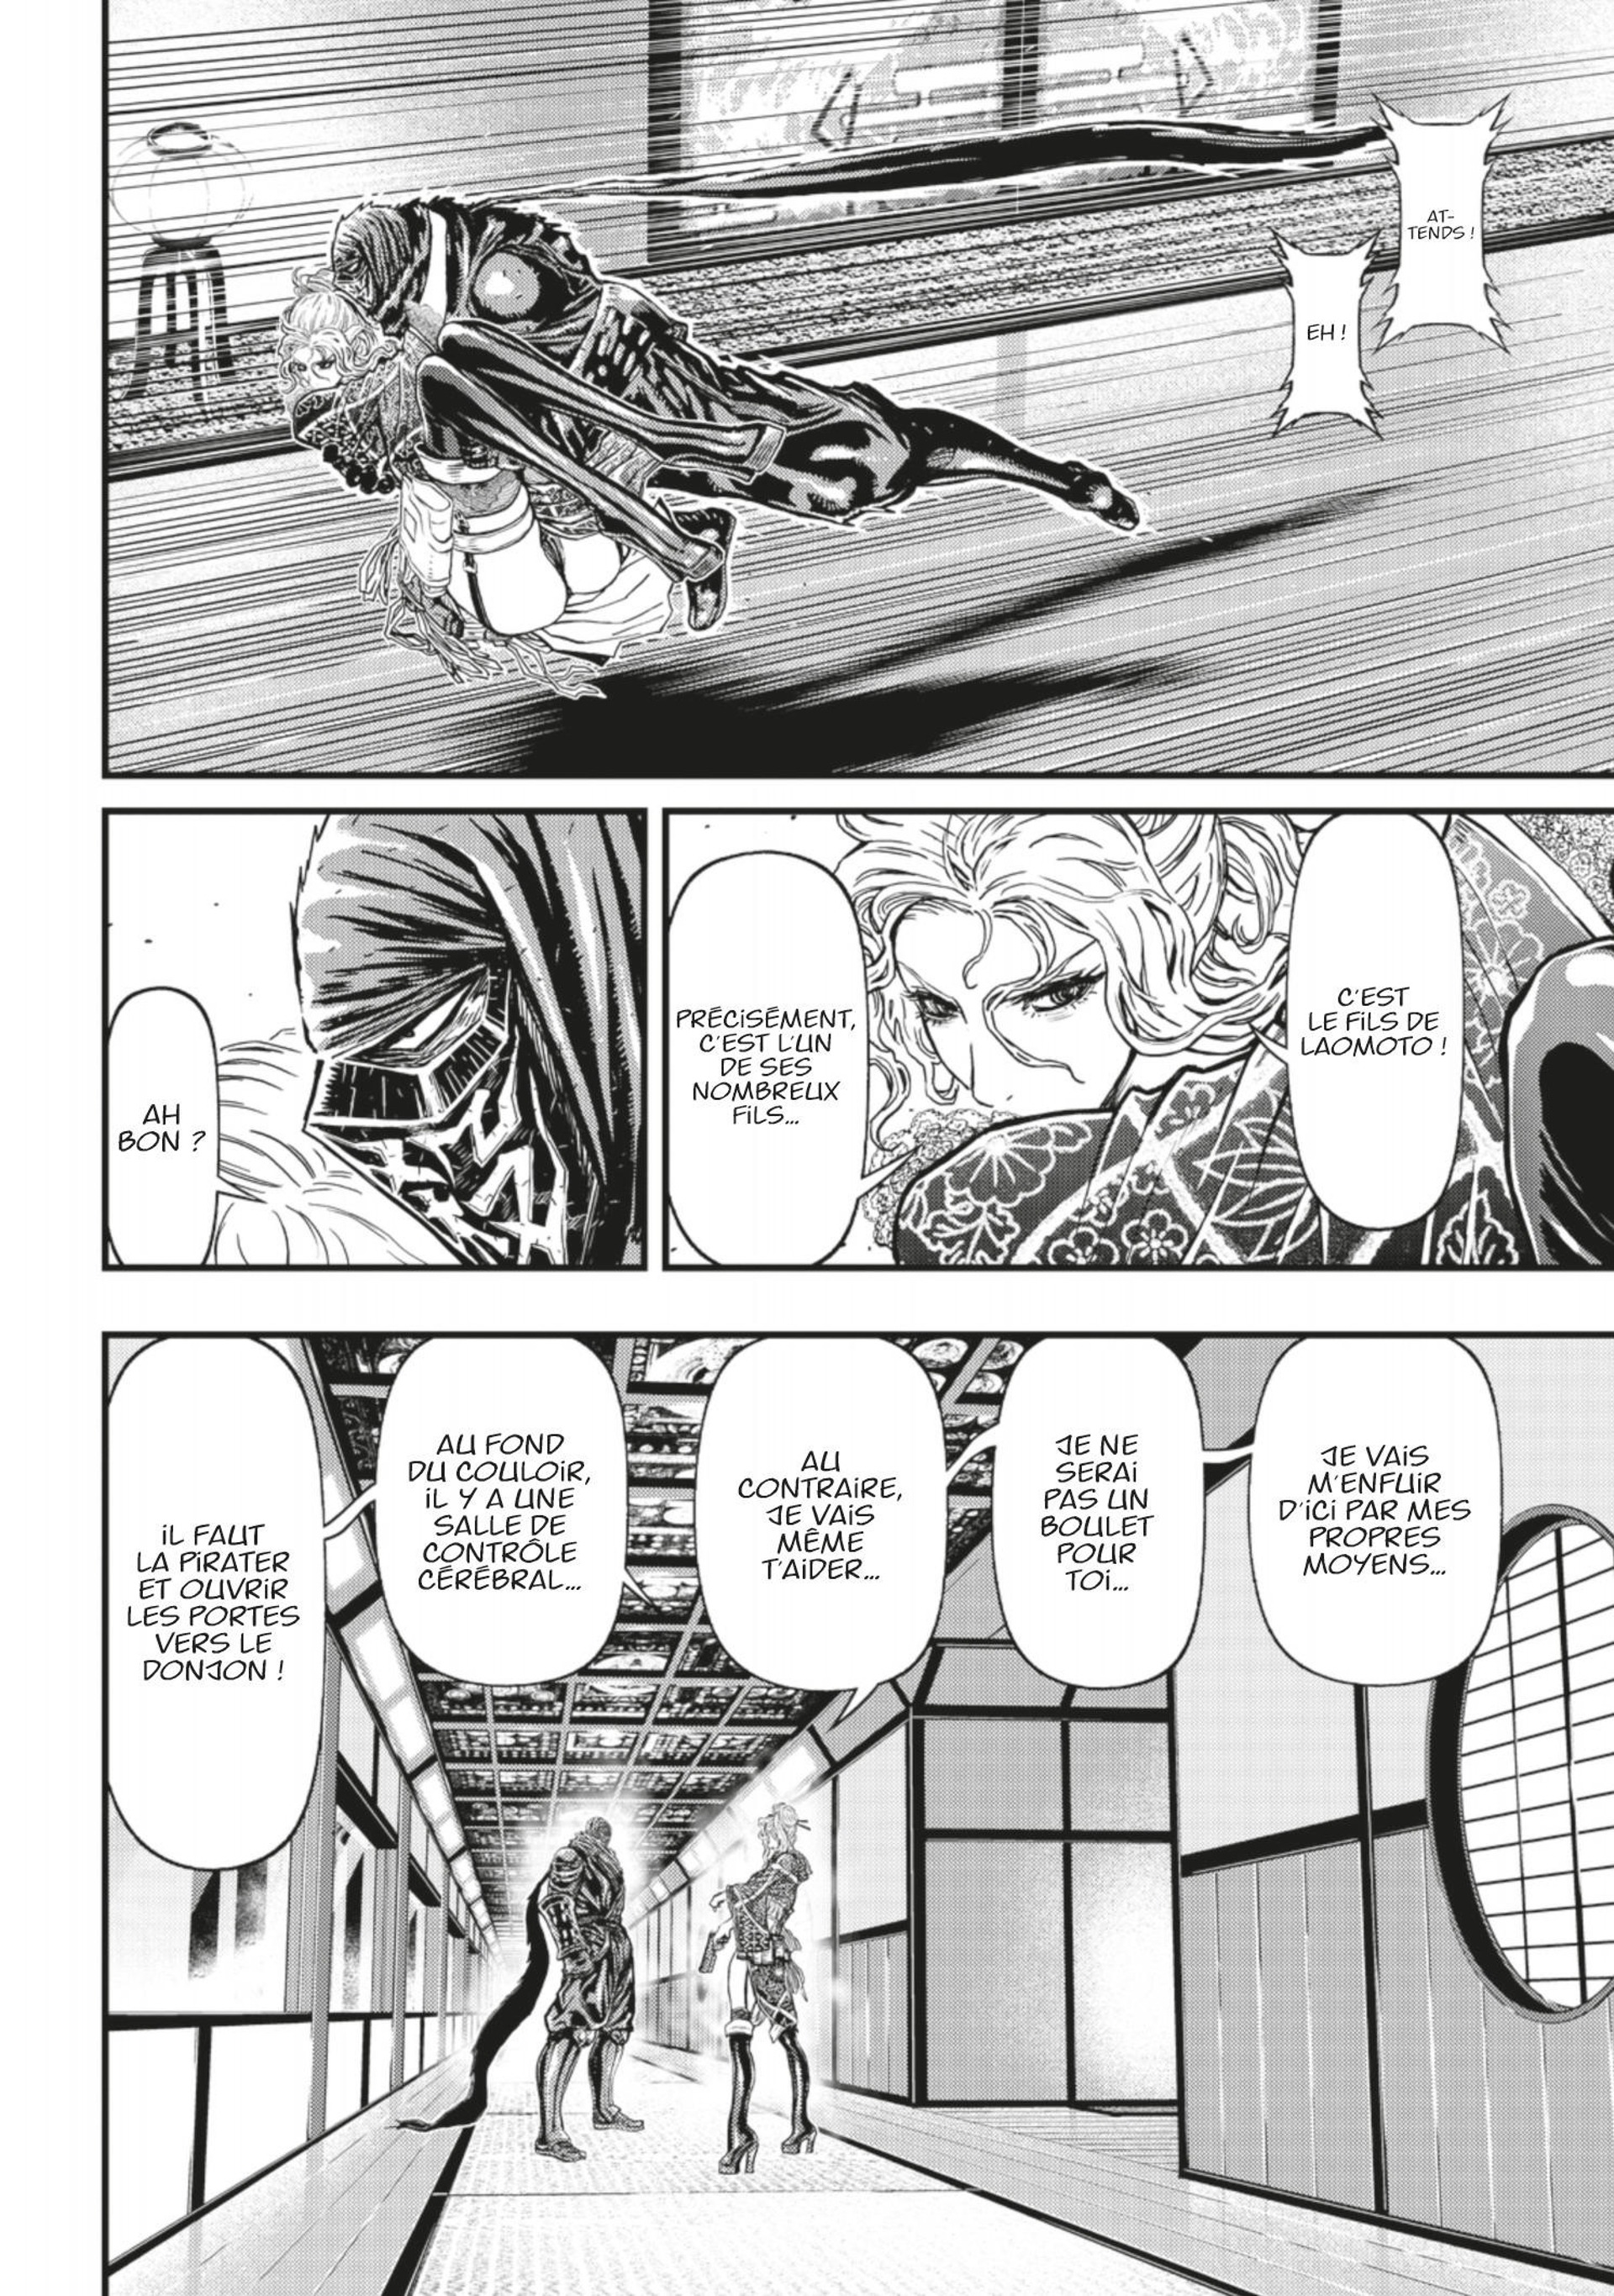 AT-
TENDS !
EH !
C'EST
LE FILS DE
LAOMOTO !
PRÉCISÉMENT,
C'EST L'UN
DE SES
NOMBREUX
FILS...
AH
BON ?
JE VAIS
M'ENFUIR
D'ICI PAR MES
PROPRES
MOYENS...
JE NE
SERAI
PAS UN
BOULET
POUR
TOI...
AU
CONTRAIRE,
JE VAIS
MÊME
T'AIDER...
AU FOND
DU COULOIR,
IL Y A UNE
SALLE DE
CONTRÔLE
CÉRÉBRAL...
IL FAUT
LA PIRATER
ET OUVRIR
LES PORTES
VERS LE
DONJON !